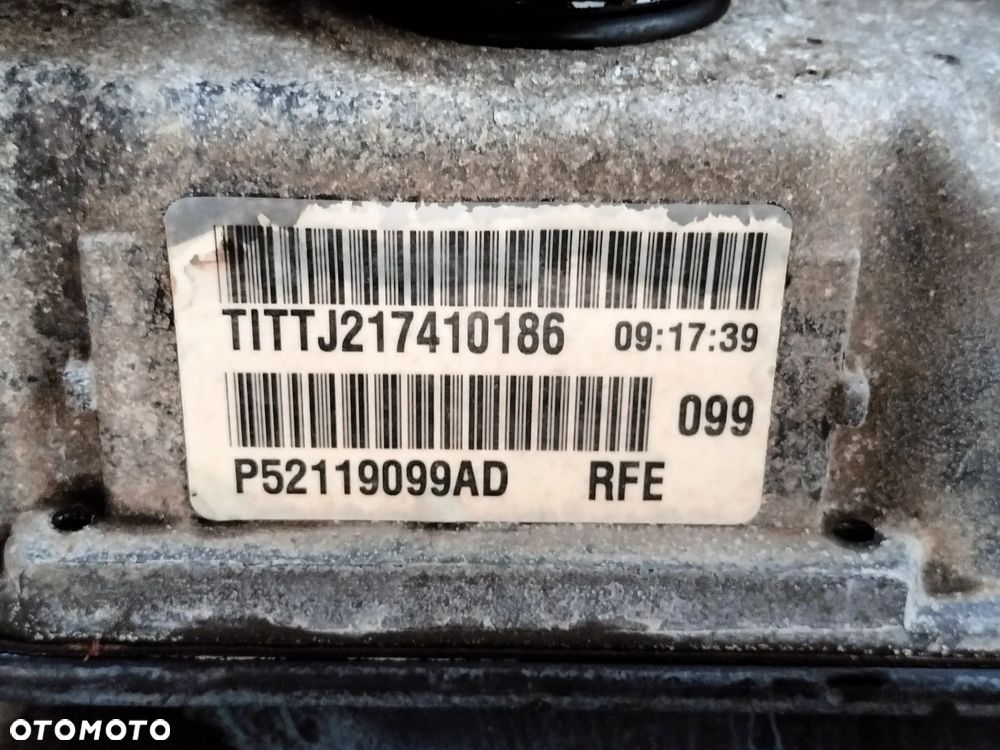 TITTJ217410186 09:17:39
099
P52119099AD RFE
OTOMOTO